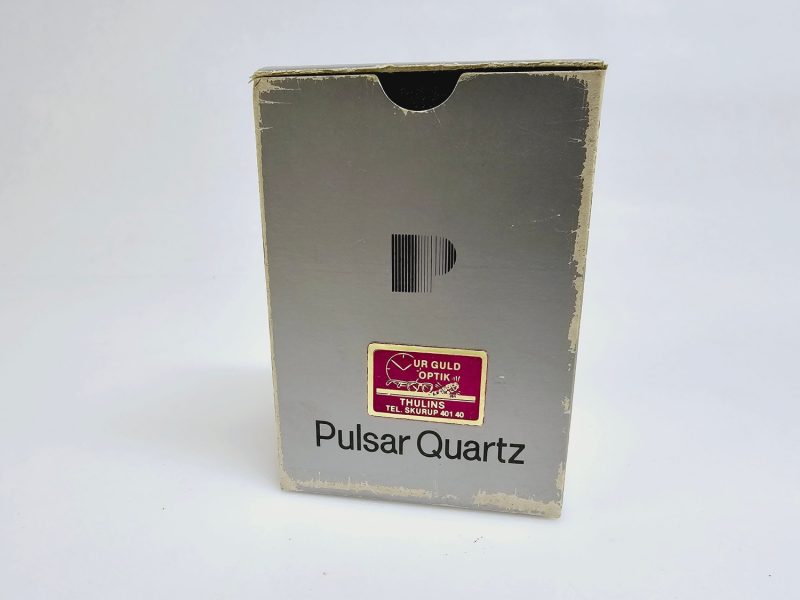 P
UR GULD
OPTIK
THULINS
TEL. SKURUP 401 40
Pulsar Quartz